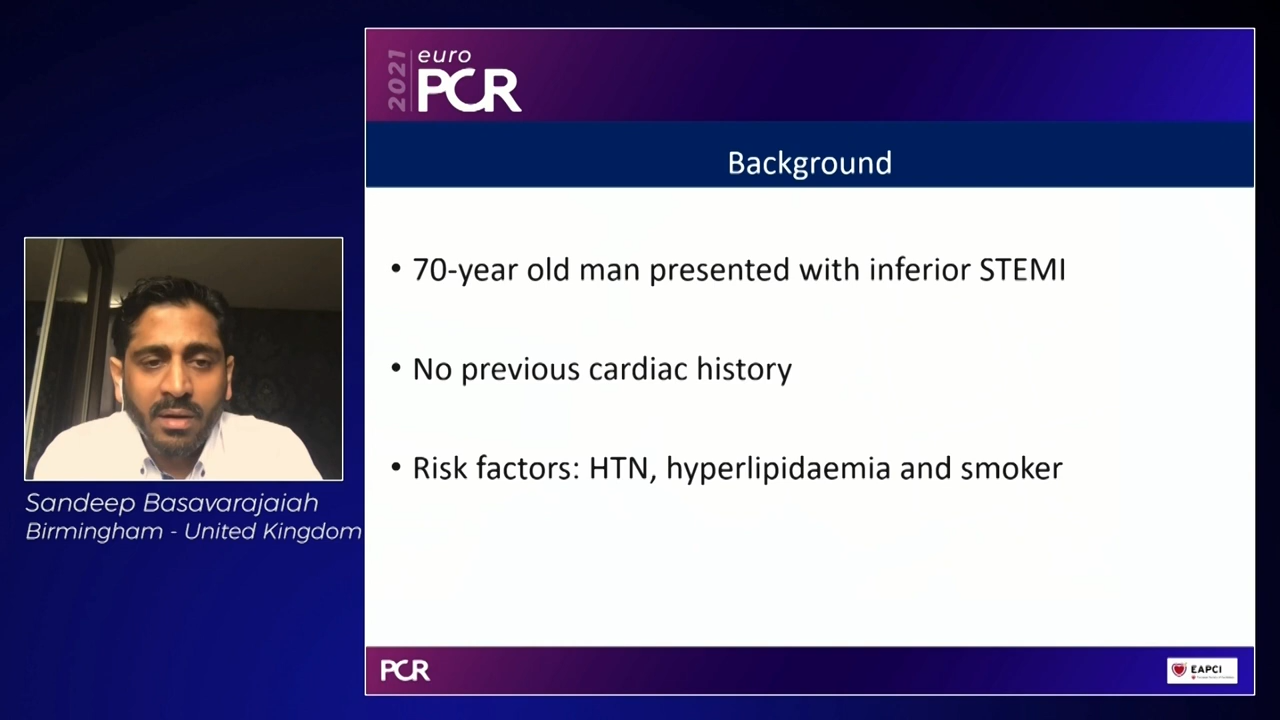 2021
euro
PCR
Background
• 70-year old man presented with inferior STEMI
• No previous cardiac history
• Risk factors: HTN, hyperlipidaemia and smoker
Sandeep Basavarajaiah
Birmingham - United Kingdom
PCR
EAPCI